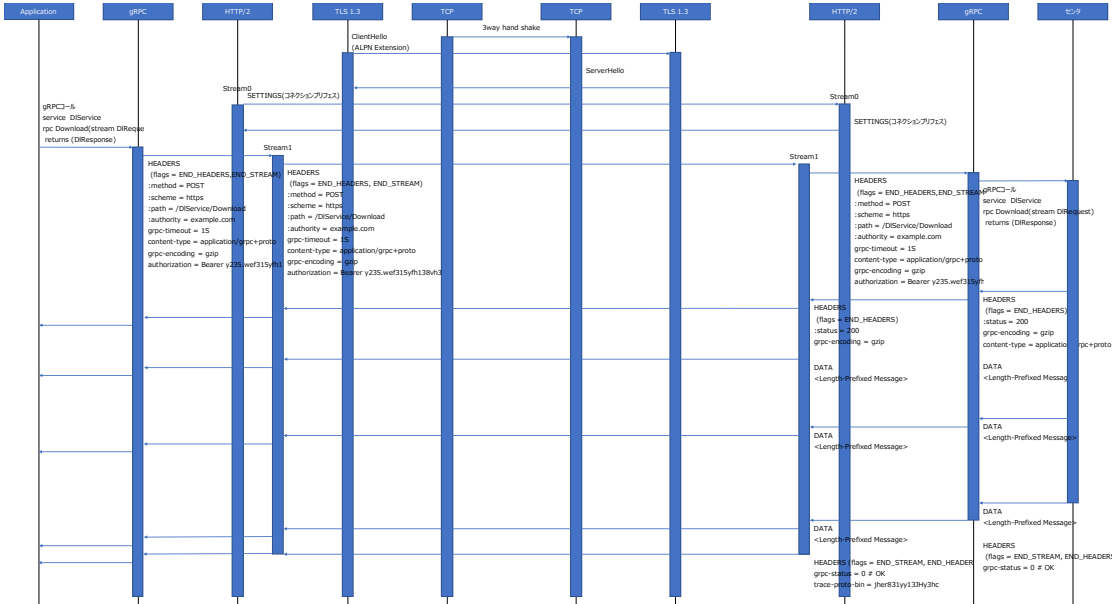 Application
gRPC
HTTP/2
TLS 1.3
TCP
TCP
TLS 1.3
HTTP/2
gRPC
センタ
3way hand shake
ClientHello
(ALPN Extension)
ServerHello
Stream0
SETTINGS(コネクションプリフェス)
Stream0
SETTINGS(コネクションプリフェス)
gRPCコール
service DlService
rpc Download(stream DlReque
returns (DlResponse)
Stream1
HEADERS
(flags = END_HEADERS,END_STREAM)
:method = POST
:scheme = https
:path = /DlService/Download
:authority = example.com
grpc-timeout = 1S
content-type = application/grpc+proto
grpc-encoding = gzip
authorization = Bearer y235.wef315yfh1
HEADERS
(flags = END_HEADERS, END_STREAM)
:method = POST
:scheme = https
:path = /DlService/Download
:authority = example.com
grpc-timeout = 1S
content-type = application/grpc+proto
grpc-encoding = gzip
authorization = Bearer y235.wef315yfh138vh3
Stream1
HEADERS
(flags = END_HEADERS,END_STREAM
:method = POST
:scheme = https
:path = /DlService/Download
:authority = example.com
grpc-timeout = 1S
content-type = application/grpc+proto
grpc-encoding = gzip
authorization = Bearer y235.wef315yfh
gRPCコール
service DlService
rpc Download(stream DlRequest)
returns (DlResponse)
HEADERS
(flags = END_HEADERS)
:status = 200
grpc-encoding = gzip
HEADERS
(flags = END_HEADERS)
:status = 200
grpc-encoding = gzip
content-type = application/grpc+proto
DATA
<Length-Prefixed Message>
DATA
<Length-Prefixed Messag
DATA
<Length-Prefixed Message>
DATA
<Length-Prefixed Message>
DATA
<Length-Prefixed Message>
DATA
<Length-Prefixed Message>
HEADERS (flags = END_STREAM, END_HEADER
grpc-status = 0 # OK
trace-proto-bin = jher831yy13JHy3hc
HEADERS
(flags = END_STREAM, END_HEADERS
grpc-status = 0 # OK